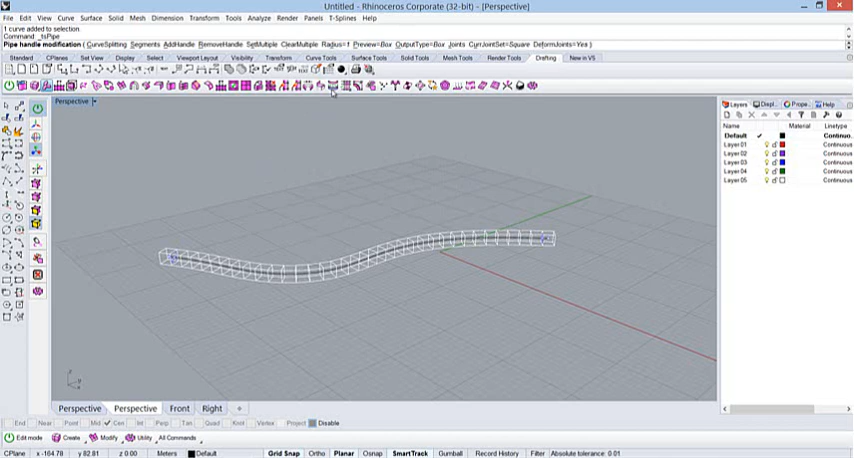 Untitled - Rhinoceros Corporate (32-bit) - [Perspective]
File Edit View Curve Surface Solid Mesh Dimension Transform Tools Analyze Render Panels T-Splines Help
1 curve added to selection.
Command: _tsPipe
Pipe handle modification ( CurveSplitting Segments AddHandle RemoveHandle SetMultiple ClearMultiple Radius=1 Preview=Box OutputType=Box Joints CurrJointSet=Square DeformJoints=Yes )
Standard CPlanes Set View Display Select Viewport Layout Visibility Transform Curve Tools Surface Tools Solid Tools Mesh Tools Render Tools Drafting New in V5
Perspective
Layers Displ... Prope... Help
Name Material Linetype
Default Continuo...
Layer 01 Continuous
Layer 02 Continuous
Layer 03 Continuous
Layer 04 Continuous
Layer 05 Continuous
Perspective Perspective Front Right
End Near Point Mid Cen Int Perp Tan Quad Knot Vertex Project Disable
Edit mode Create Modify Utility All Commands
CPlane x -164.78 y 82.81 z 0.00 Meters Default Grid Snap Ortho Planar Osnap SmartTrack Gumball Record History Filter Absolute tolerance: 0.01